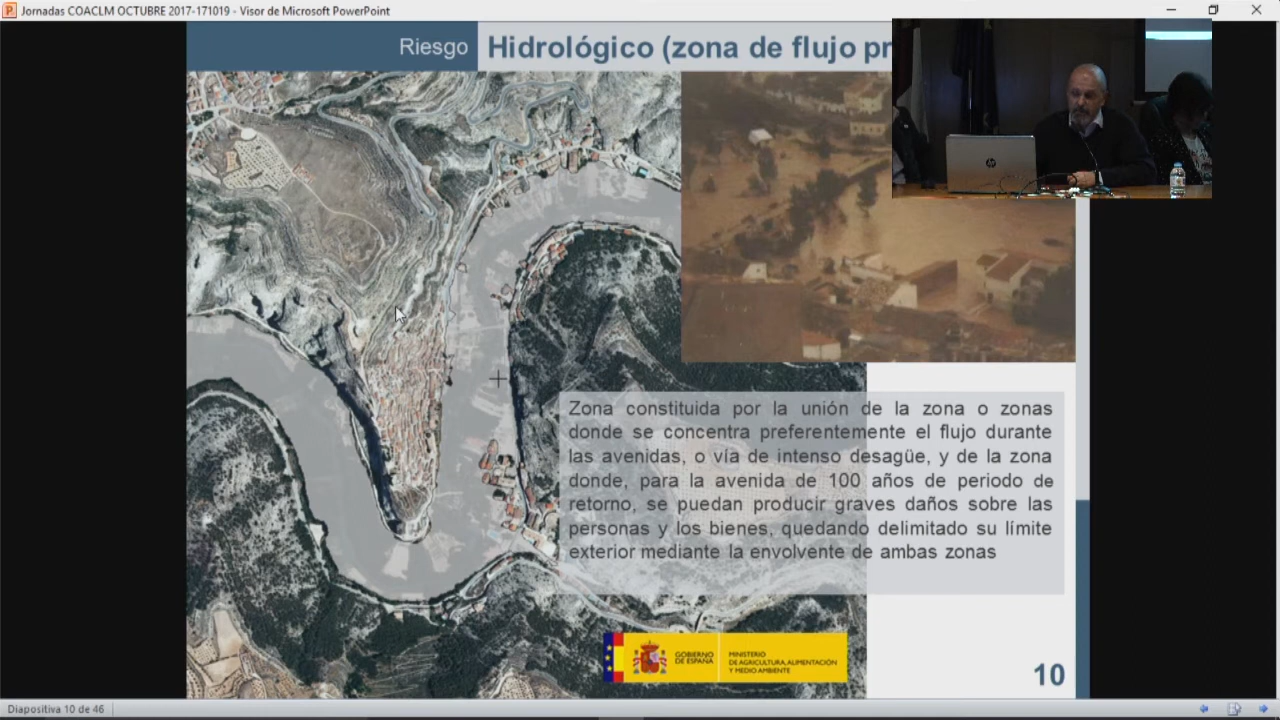 Jornadas COACLM OCTUBRE 2017-171019 - Visor de Microsoft PowerPoint
Riesgo
Hidrológico (zona de flujo pr
hp
Zona constituida por la unión de la zona o zonas
donde se concentra preferentemente el flujo durante
las avenidas, o vía de intenso desagüe, y de la zona
donde, para la avenida de 100 años de periodo de
retorno, se puedan producir graves daños sobre las
personas y los bienes, quedando delimitado su límite
exterior mediante la envolvente de ambas zonas
GOBIERNO
DE ESPAÑA
MINISTERIO
DE AGRICULTURA, ALIMENTACIÓN
Y MEDIO AMBIENTE
10
Diapositiva 10 de 46